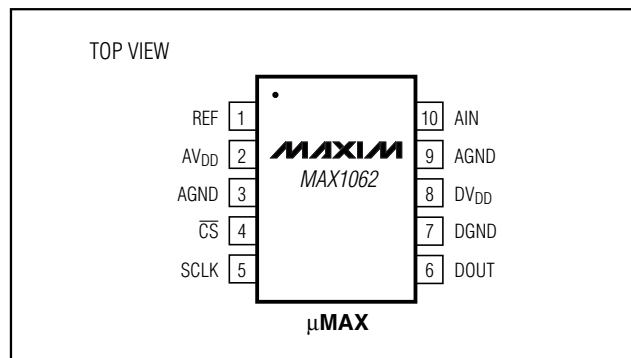 TOP VIEW
REF 1
AVDD 2
AGND 3
C̅S̅ 4
SCLK 5
MAXIM
MAX1062
10 AIN
9 AGND
8 DVDD
7 DGND
6 DOUT
µMAX